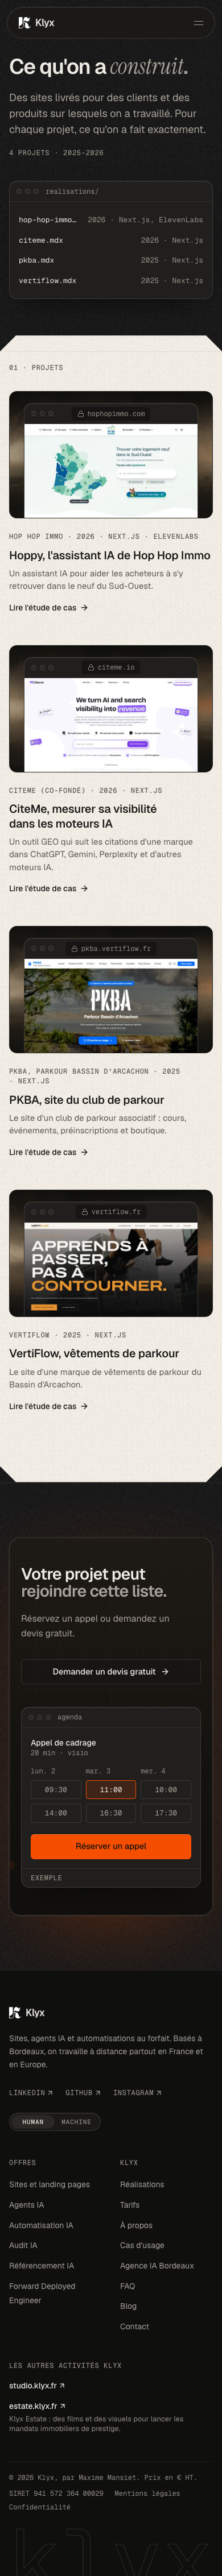 Klyx
Ce qu'on a construit.
Des sites livrés pour des clients et des
produits sur lesquels on a travaillé. Pour
chaque projet, ce qu'on a fait exactement.
4 PROJETS · 2025-2026
realisations/
hop-hop-immo… 2026 · Next.js, ElevenLabs
citeme.mdx 2026 · Next.js
pkba.mdx 2025 · Next.js
vertiflow.mdx 2025 · Next.js
01 · PROJETS
hophopimmo.com
Trouver votre logement neuf
dans le Sud-Ouest
HOP HOP IMMO · 2026 · NEXT.JS · ELEVENLABS
Hoppy, l'assistant IA de Hop Hop Immo
Un assistant IA pour aider les acheteurs à s'y
retrouver dans le neuf du Sud-Ouest.
Lire l'étude de cas →
citeme.io
We turn AI and search
visibility into revenue
CITEME (CO-FONDÉ) · 2026 · NEXT.JS
CiteMe, mesurer sa visibilité
dans les moteurs IA
Un outil GEO qui suit les citations d'une marque
dans ChatGPT, Gemini, Perplexity et d'autres
moteurs IA.
Lire l'étude de cas →
pkba.vertiflow.fr
PKBA
Parkour Bassin d'Arcachon
PKBA, PARKOUR BASSIN D'ARCACHON · 2025
· NEXT.JS
PKBA, site du club de parkour
Le site d'un club de parkour associatif : cours,
événements, préinscriptions et boutique.
Lire l'étude de cas →
vertiflow.fr
APPRENDS À
PASSER,
PAS À
CONTOURNER.
VERTIFLOW · 2025 · NEXT.JS
VertiFlow, vêtements de parkour
Le site d'une marque de vêtements de parkour du
Bassin d'Arcachon.
Lire l'étude de cas →
Votre projet peut
rejoindre cette liste.
Réservez un appel ou demandez un
devis gratuit.
Demander un devis gratuit →
agenda
Appel de cadrage
20 min · visio
lun. 2 mar. 3 mer. 4
09:30 11:00 10:00
14:00 16:30 17:30
Réserver un appel
EXEMPLE
Klyx
Sites, agents IA et automatisations au forfait. Basés à
Bordeaux, on travaille à distance partout en France et
en Europe.
LINKEDIN ↗ GITHUB ↗ INSTAGRAM ↗
HUMAN MACHINE
OFFRES
Sites et landing pages
Agents IA
Automatisation IA
Audit IA
Référencement IA
Forward Deployed
Engineer
KLYX
Réalisations
Tarifs
À propos
Cas d'usage
Agence IA Bordeaux
FAQ
Blog
Contact
LES AUTRES ACTIVITÉS KLYX
studio.klyx.fr ↗
estate.klyx.fr ↗
Klyx Estate : des films et des visuels pour lancer les
mandats immobiliers de prestige.
© 2026 Klyx, par Maxime Mansiet. Prix en € HT.
SIRET 941 572 364 00029 Mentions légales
Confidentialité
klyx